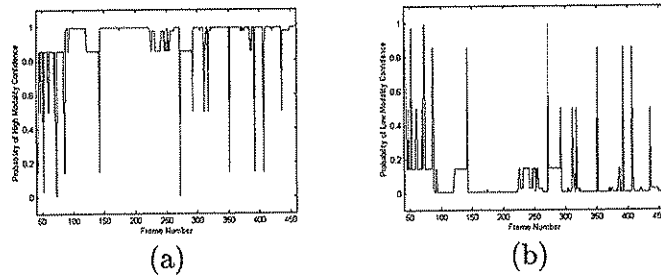 Probability of High Modality Confidence
1
0.8
0.6
0.4
0.2
0
50 100 150 200 250 300 350 400 450
Frame Number
(a)
Probability of Low Modality Confidence
1
0.8
0.6
0.4
0.2
0
50 100 150 200 250 300 350 400 450
Frame Number
(b)